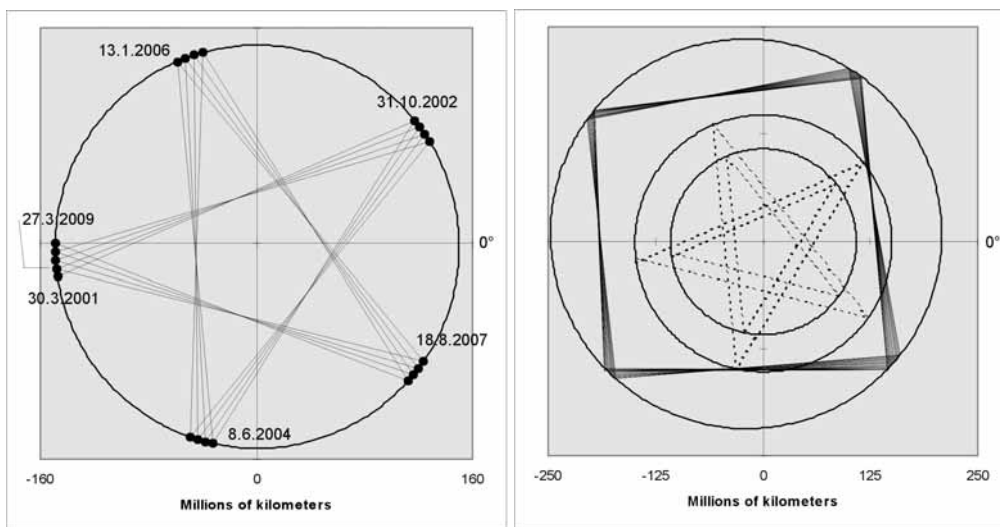 13.1.2006
31.10.2002
27.3.2009
0°
30.3.2001
18.8.2007
8.6.2004
-160 0 160
Millions of kilometers
0°
-250 -125 0 125 250
Millions of kilometers